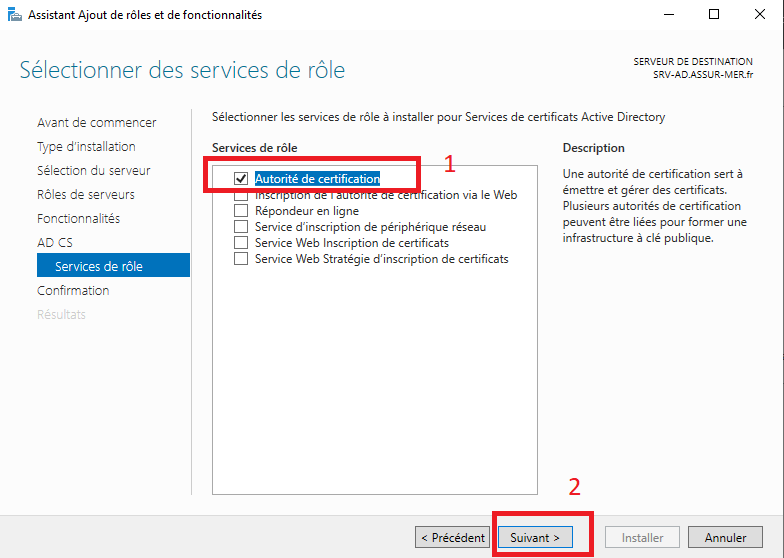 Assistant Ajout de rôles et de fonctionnalités
Sélectionner des services de rôle
SERVEUR DE DESTINATION
SRV-AD.ASSUR-MER.fr
Avant de commencer
Type d'installation
Sélection du serveur
Rôles de serveurs
Fonctionnalités
AD CS
Services de rôle
Confirmation
Résultats
Sélectionner les services de rôle à installer pour Services de certificats Active Directory
Services de rôle
1
Autorité de certification
Inscription de l'autorité de certification via le Web
Répondeur en ligne
Service d'inscription de périphérique réseau
Service Web Inscription de certificats
Service Web Stratégie d'inscription de certificats
Description
Une autorité de certification sert à
émettre et gérer des certificats.
Plusieurs autorités de certification
peuvent être liées pour former une
infrastructure à clé publique.
2
< Précédent
Suivant >
Installer
Annuler